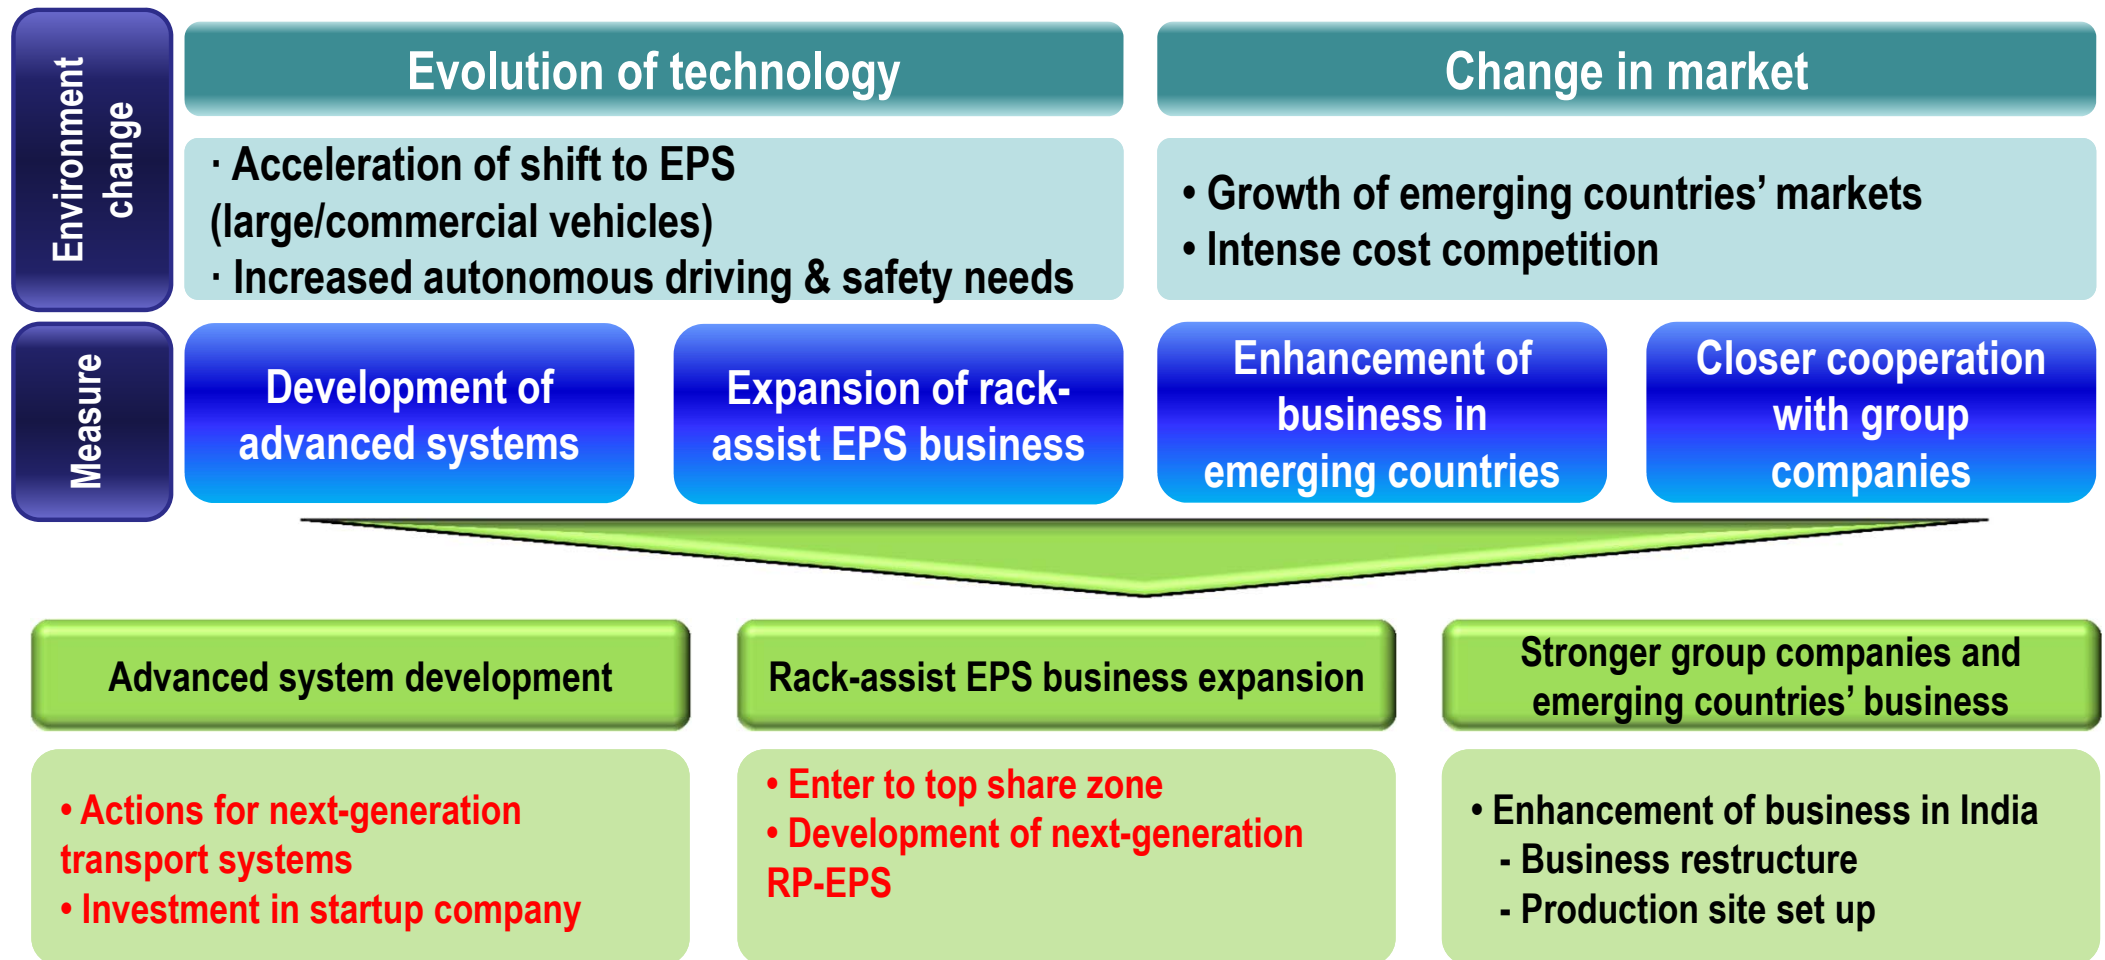 Environment
change
Evolution of technology
· Acceleration of shift to EPS
(large/commercial vehicles)
· Increased autonomous driving & safety needs
Change in market
• Growth of emerging countries’ markets
• Intense cost competition
Measure
Development of
advanced systems
Expansion of rack-
assist EPS business
Enhancement of
business in
emerging countries
Closer cooperation
with group
companies
Advanced system development
• Actions for next-generation
transport systems
• Investment in startup company
Rack-assist EPS business expansion
• Enter to top share zone
• Development of next-generation
RP-EPS
Stronger group companies and
emerging countries’ business
• Enhancement of business in India
- Business restructure
- Production site set up